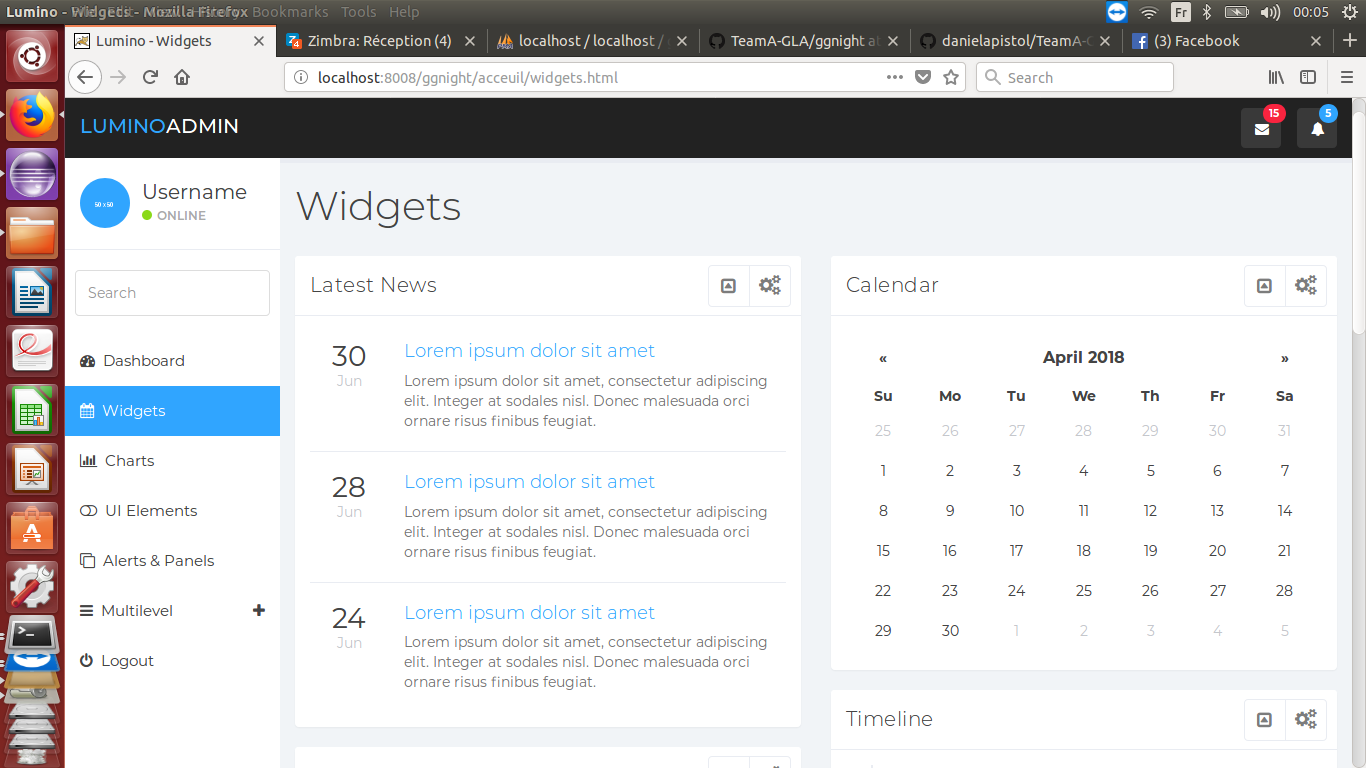 Lumino - Widgets - Mozilla Firefox Bookmarks Tools Help
Fr 00:05
Lumino - Widgets
Zimbra: Réception (4)
localhost / localhost /
TeamA-GLA/ggnight at
danielapistol/TeamA-G
(3) Facebook
localhost:8008/ggnight/acceuil/widgets.html
Search
LUMINOADMIN
15
5
50 x 50
Username
ONLINE
Search
Dashboard
Widgets
Charts
UI Elements
Alerts & Panels
Multilevel
Logout
Widgets
Latest News
30 Jun
Lorem ipsum dolor sit amet
Lorem ipsum dolor sit amet, consectetur adipiscing
elit. Integer at sodales nisl. Donec malesuada orci
ornare risus finibus feugiat.
28 Jun
Lorem ipsum dolor sit amet
Lorem ipsum dolor sit amet, consectetur adipiscing
elit. Integer at sodales nisl. Donec malesuada orci
ornare risus finibus feugiat.
24 Jun
Lorem ipsum dolor sit amet
Lorem ipsum dolor sit amet, consectetur adipiscing
elit. Integer at sodales nisl. Donec malesuada orci
ornare risus finibus feugiat.
Calendar
« April 2018 »
Su Mo Tu We Th Fr Sa
25 26 27 28 29 30 31
1 2 3 4 5 6 7
8 9 10 11 12 13 14
15 16 17 18 19 20 21
22 23 24 25 26 27 28
29 30 1 2 3 4 5
Timeline